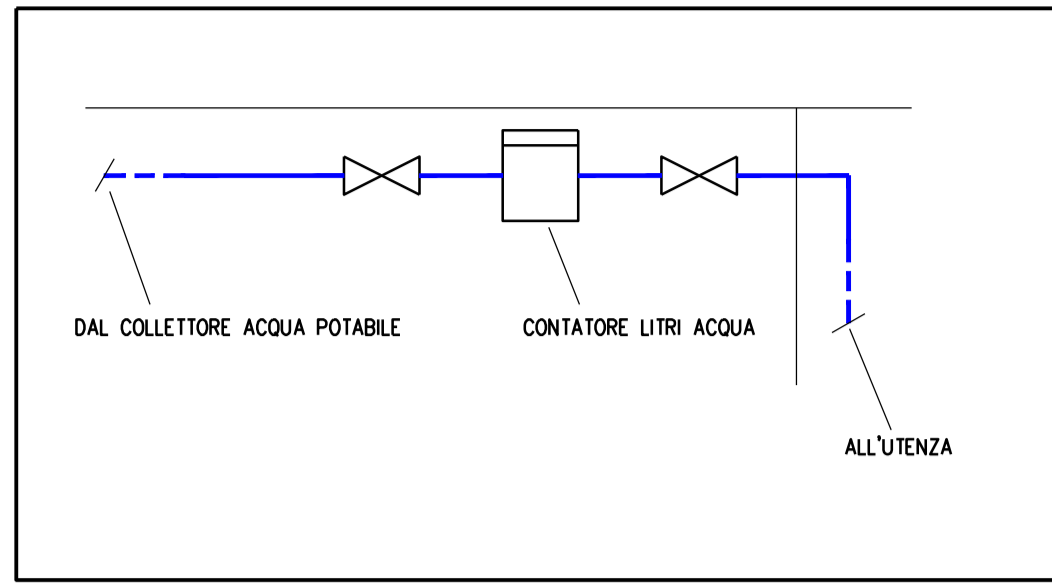 DAL COLLETTORE ACQUA POTABILE
CONTATORE LITRI ACQUA
ALL'UTENZA